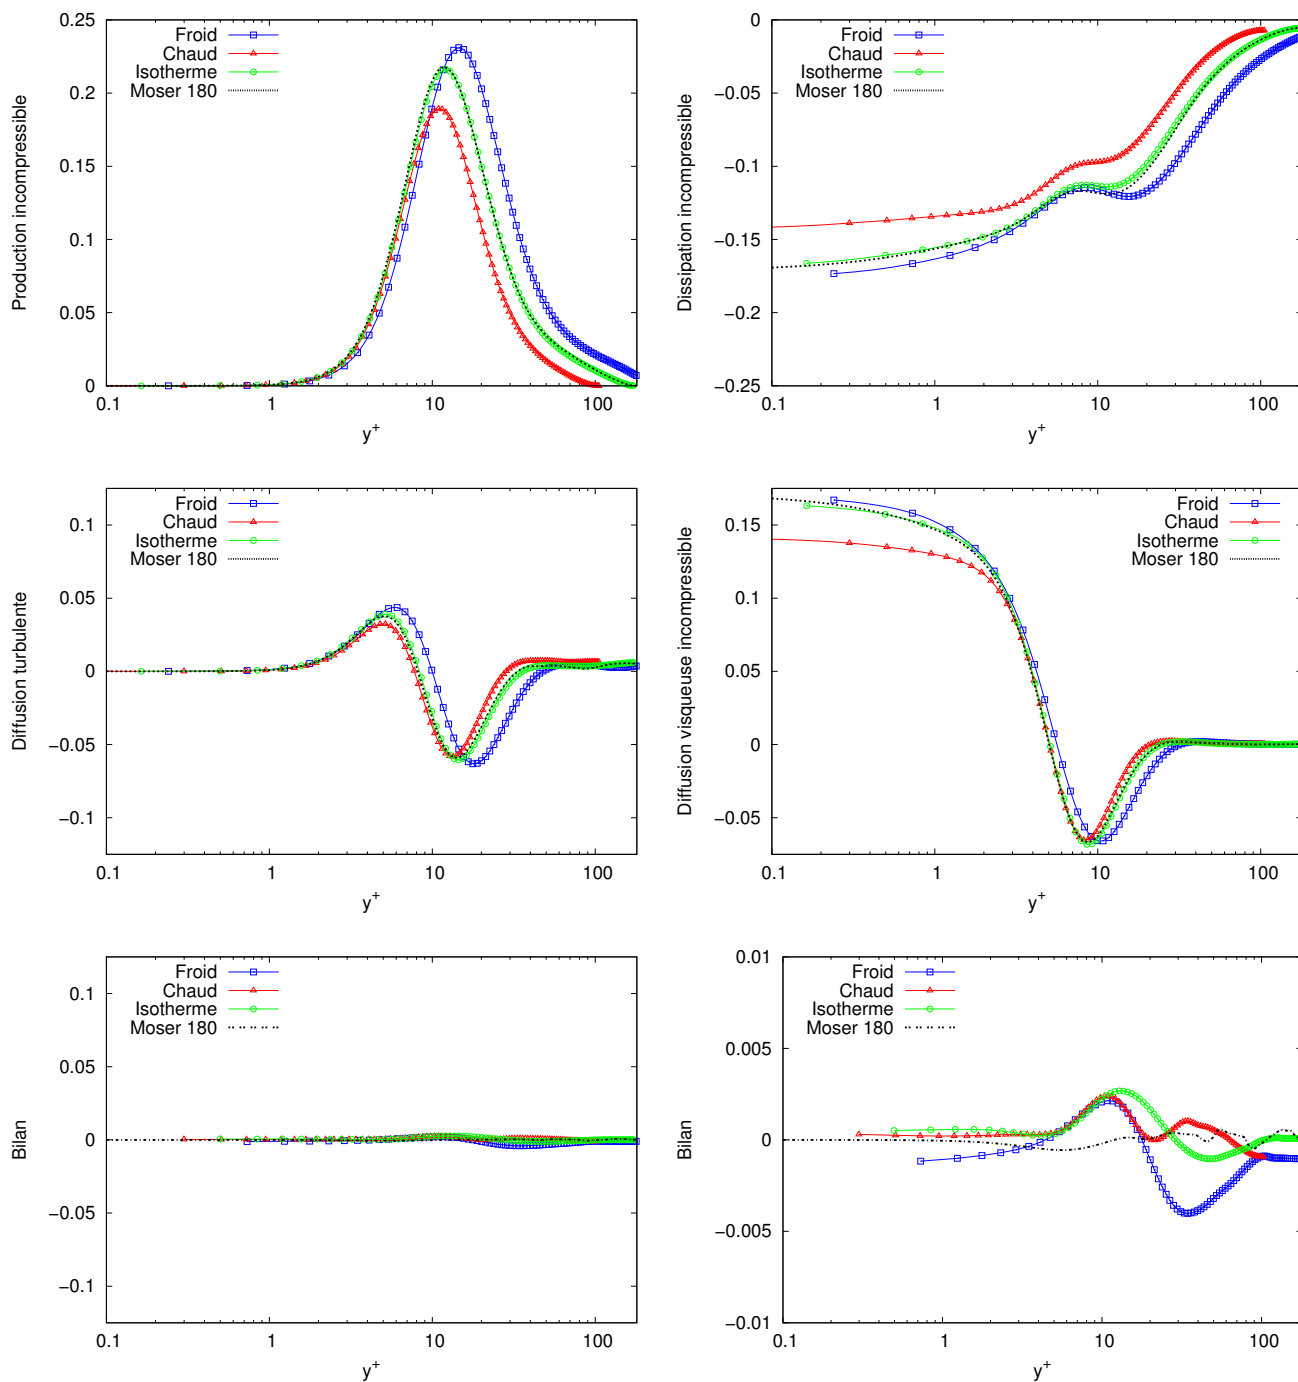 Production incompressible
0.25
0.2
0.15
0.1
0.05
0
Froid
Chaud
Isotherme
Moser 180
0.1 1 10 100
y+
Dissipation incompressible
0
−0.05
−0.1
−0.15
−0.2
−0.25
Froid
Chaud
Isotherme
Moser 180
0.1 1 10 100
y+
Diffusion turbulente
0.1
0.05
0
−0.05
−0.1
Froid
Chaud
Isotherme
Moser 180
0.1 1 10 100
y+
Diffusion visqueuse incompressible
0.15
0.1
0.05
0
−0.05
Froid
Chaud
Isotherme
Moser 180
0.1 1 10 100
y+
Bilan
0.1
0.05
0
−0.05
−0.1
Froid
Chaud
Isotherme
Moser 180
0.1 1 10 100
y+
Bilan
0.01
0.005
0
−0.005
−0.01
Froid
Chaud
Isotherme
Moser 180
0.1 1 10 100
y+